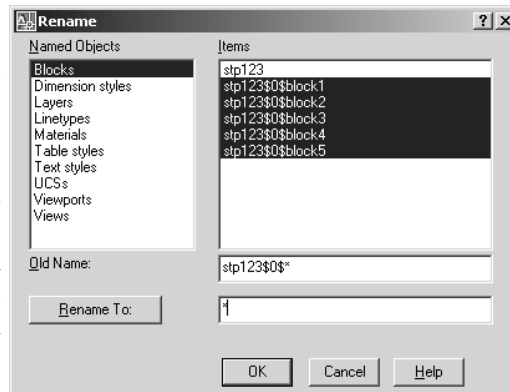 Rename
Named Objects
Blocks
Dimension styles
Layers
Linetypes
Materials
Table styles
Text styles
UCSs
Viewports
Views
Items
stp123
stp123$0$block1
stp123$0$block2
stp123$0$block3
stp123$0$block4
stp123$0$block5
Old Name:
stp123$0$*
Rename To:
*
OK
Cancel
Help